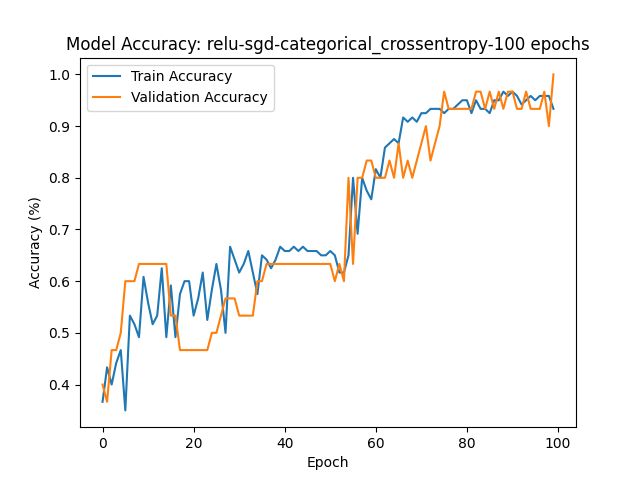 Model Accuracy: relu-sgd-categorical_crossentropy-100 epochs
Train Accuracy
Validation Accuracy
Accuracy (%)
1.0
0.9
0.8
0.7
0.6
0.5
0.4
0 20 40 60 80 100
Epoch